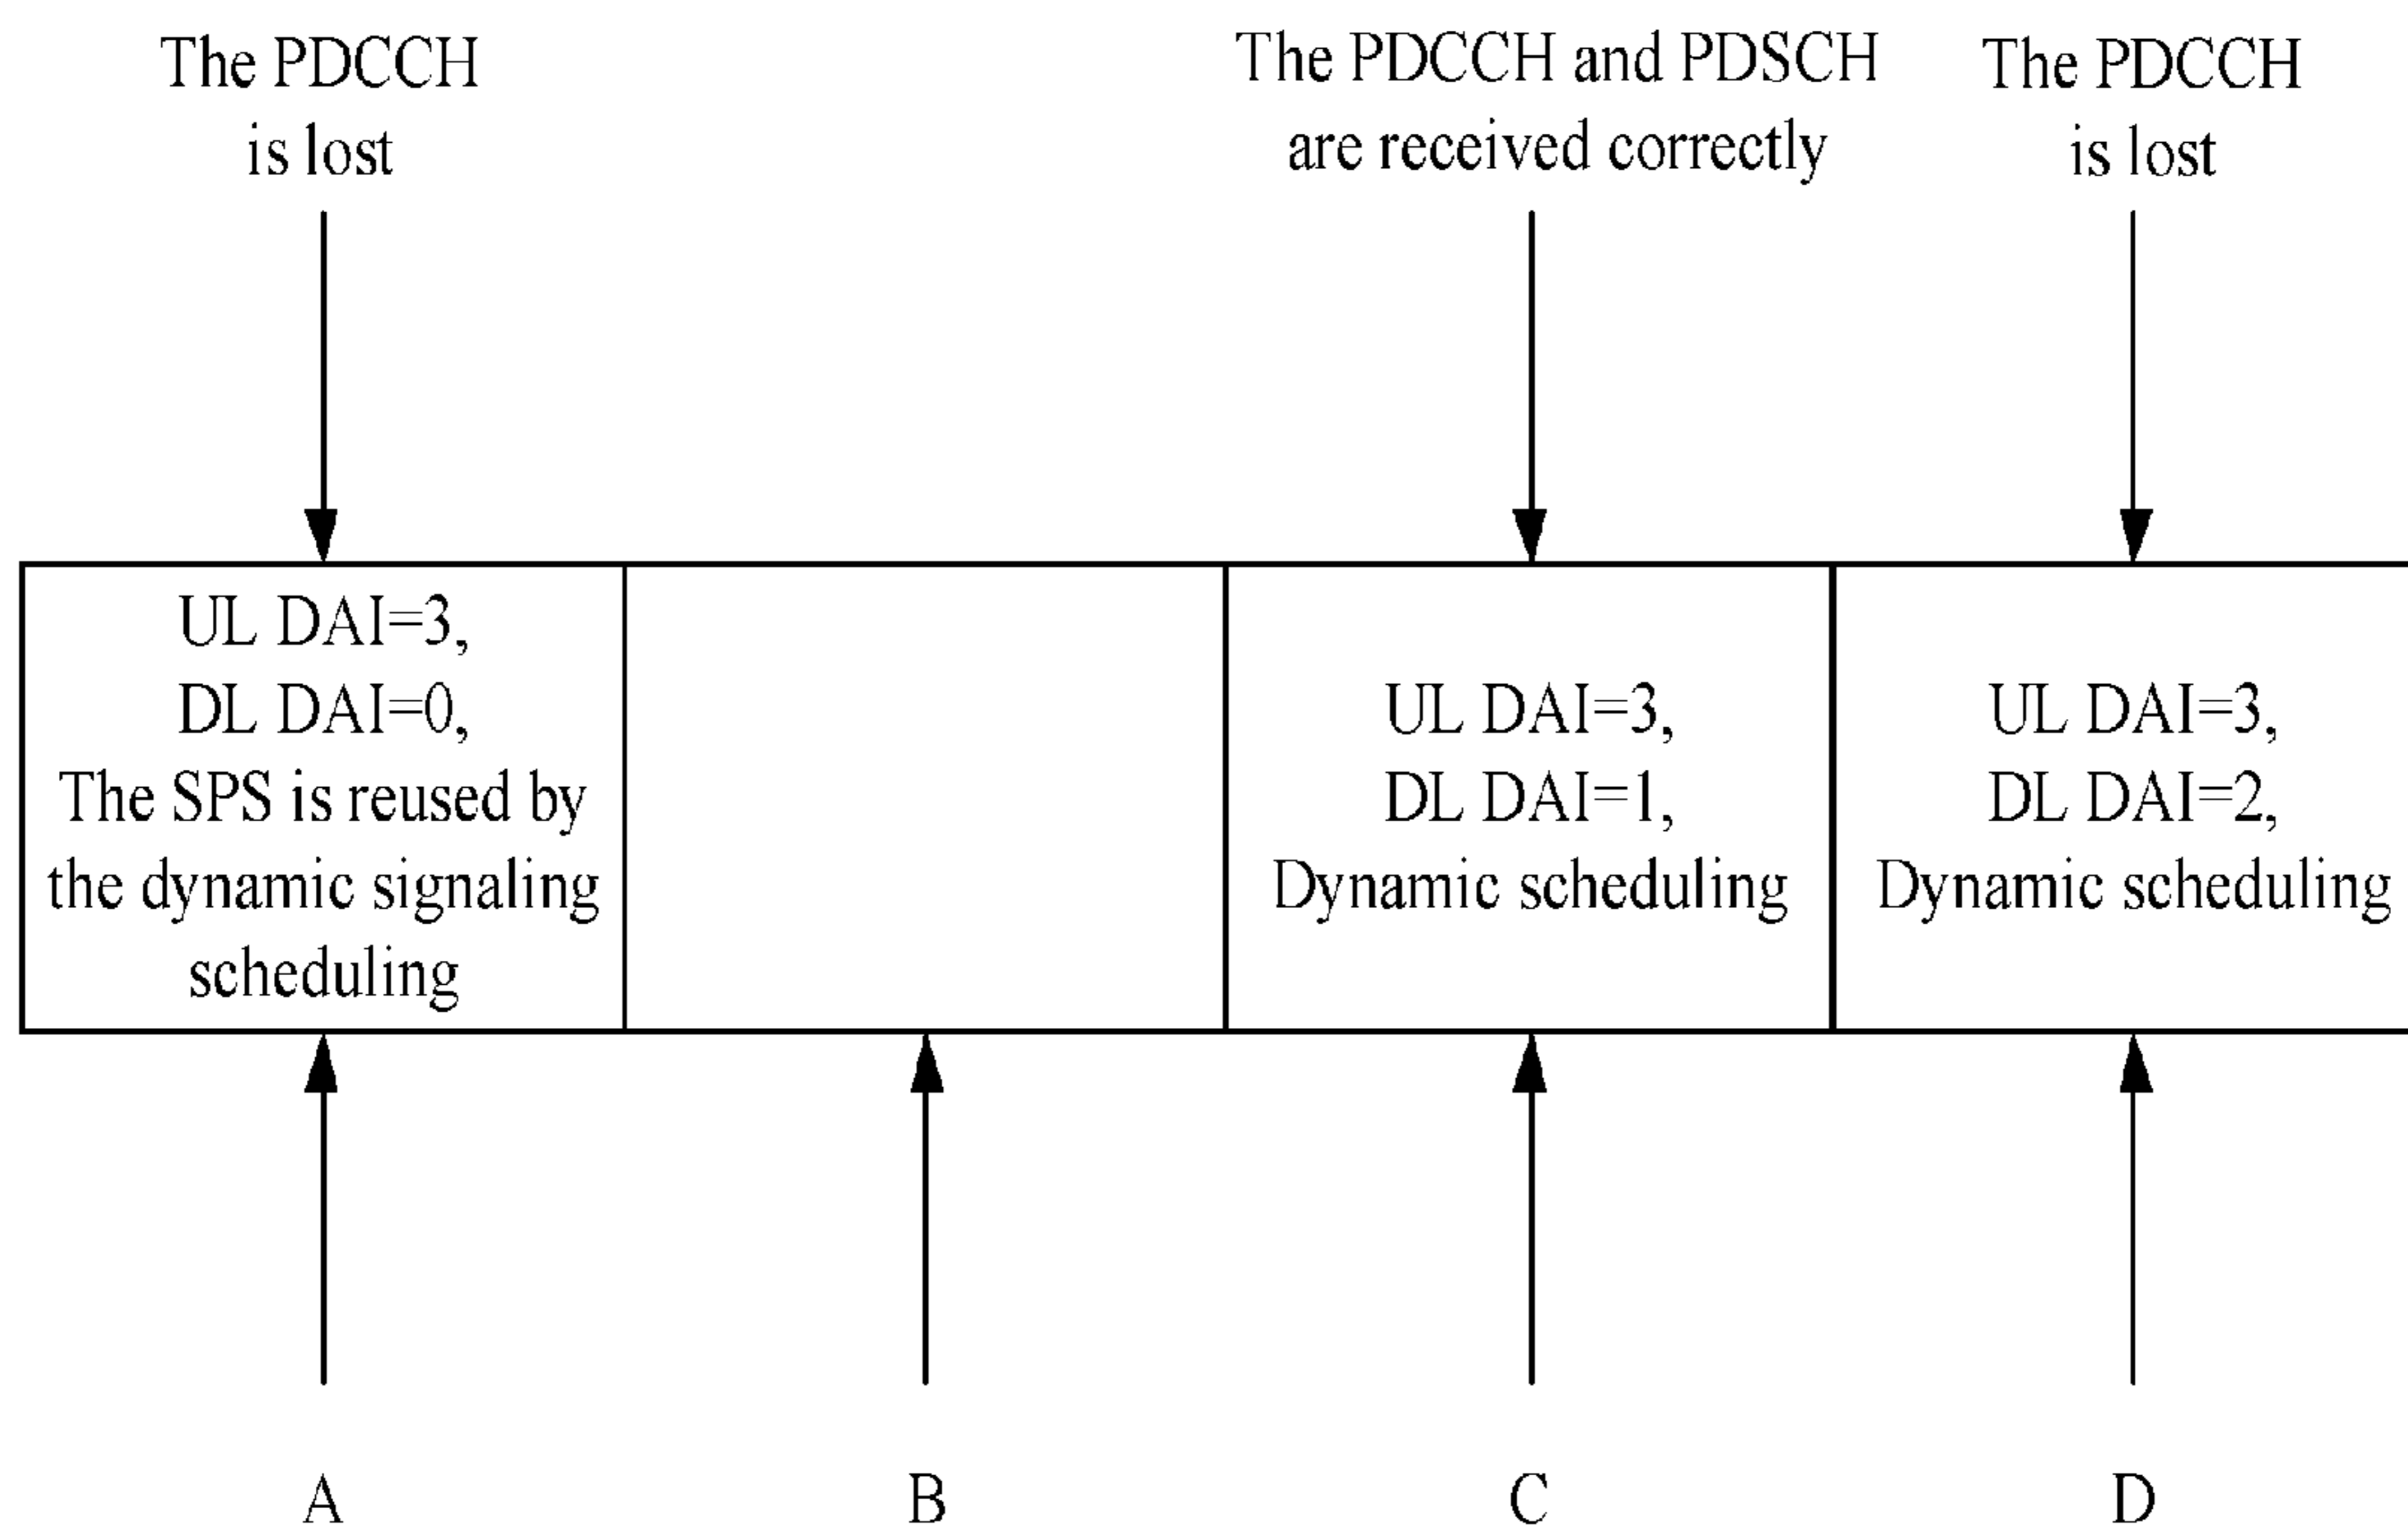 The PDCCH
is lost
The PDCCH and PDSCH
are received correctly
The PDCCH
is lost
UL DAI=3,
DL DAI=0,
The SPS is reused by
the dynamic signaling
scheduling
UL DAI=3,
DL DAI=1,
Dynamic scheduling
UL DAI=3,
DL DAI=2,
Dynamic scheduling
A
B
C
D